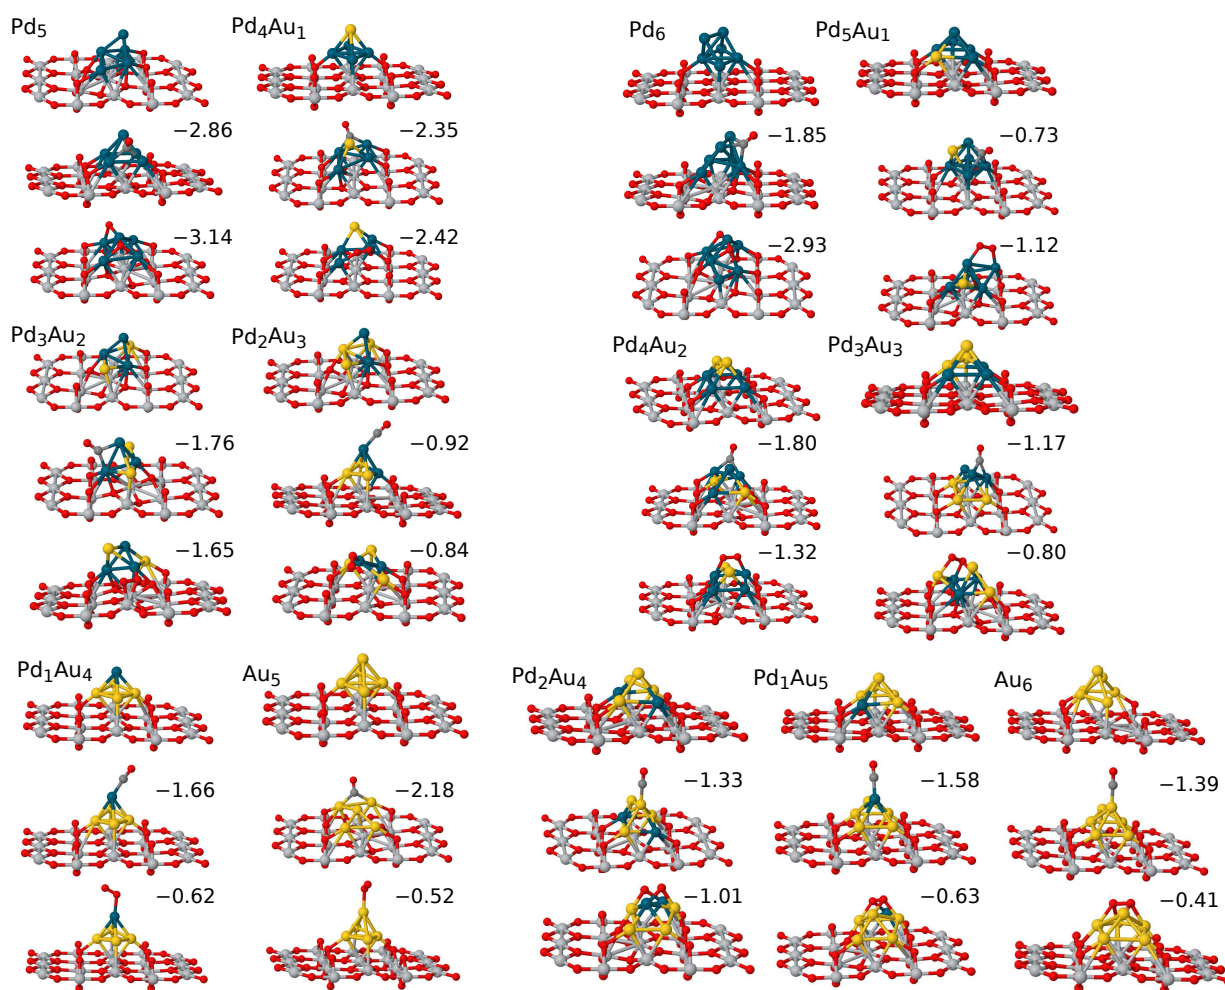 Pd₅
Pd₄Au₁
−2.86
−2.35
−3.14
−2.42
Pd₃Au₂
Pd₂Au₃
−1.76
−0.92
−1.65
−0.84
Pd₁Au₄
Au₅
−1.66
−2.18
−0.62
−0.52
Pd₆
Pd₅Au₁
−1.85
−0.73
−2.93
−1.12
Pd₄Au₂
Pd₃Au₃
−1.80
−1.17
−1.32
−0.80
Pd₂Au₄
Pd₁Au₅
Au₆
−1.33
−1.58
−1.39
−1.01
−0.63
−0.41